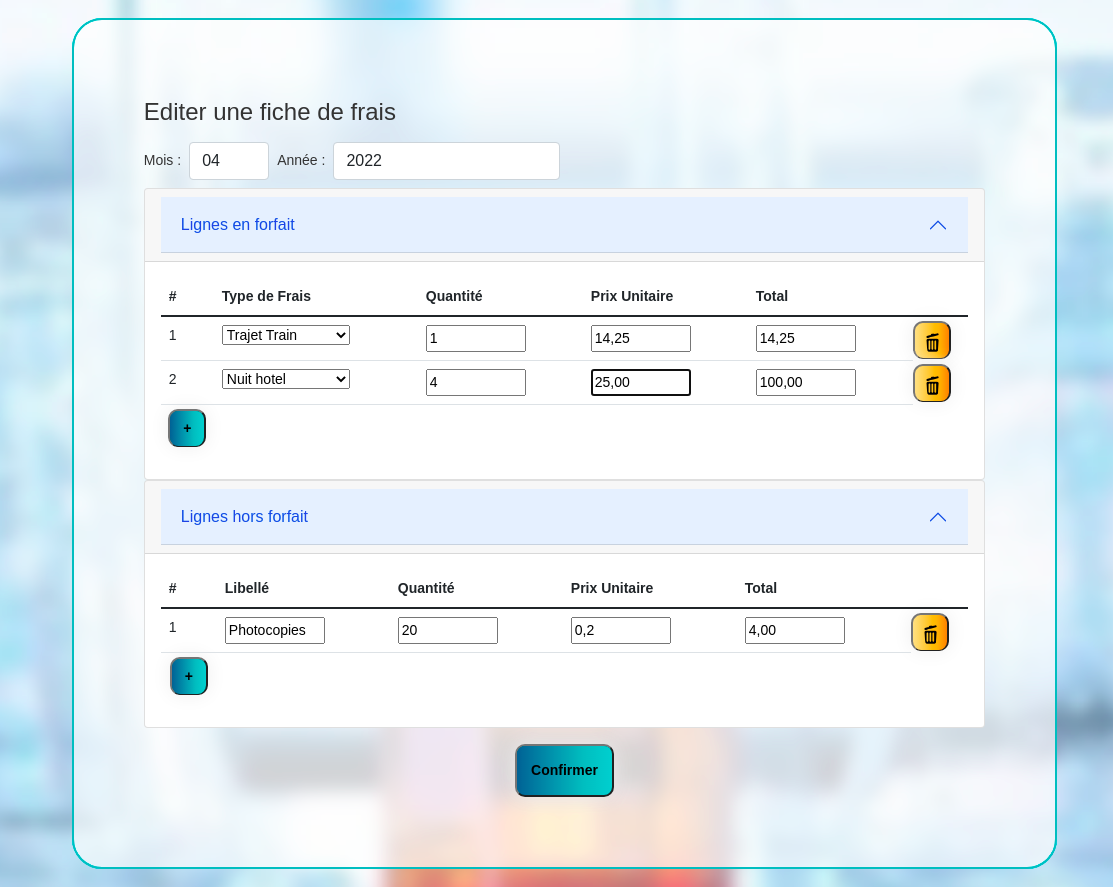 Editer une fiche de frais
Mois : 04 Année : 2022
Lignes en forfait
# Type de Frais Quantité Prix Unitaire Total
1 Trajet Train 1 14,25 14,25
2 Nuit hotel 4 25,00 100,00
+
Lignes hors forfait
# Libellé Quantité Prix Unitaire Total
1 Photocopies 20 0,2 4,00
+
Confirmer